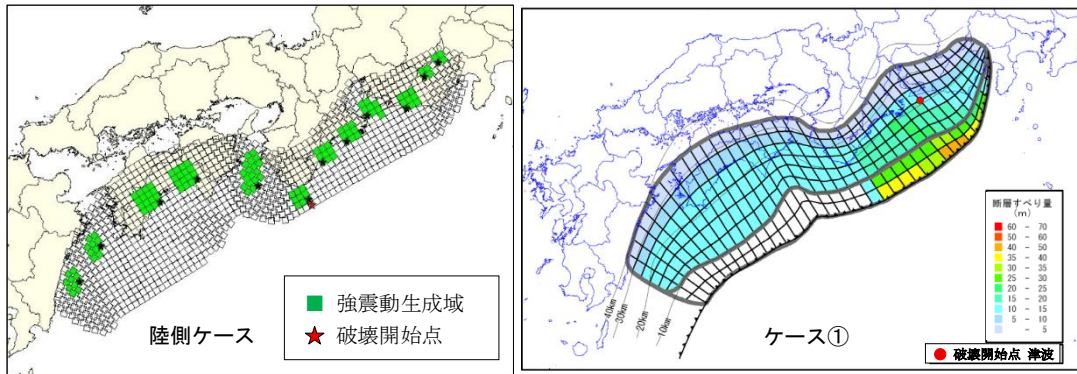 陸側ケース
強震動生成域
破壊開始点
40km
30km
20km
10km
ケース①
断層すべり量
(m)
60 - 70
50 - 60
40 - 50
35 - 40
30 - 35
25 - 30
20 - 25
15 - 20
10 - 15
5 - 10
- 5
破壊開始点 津波